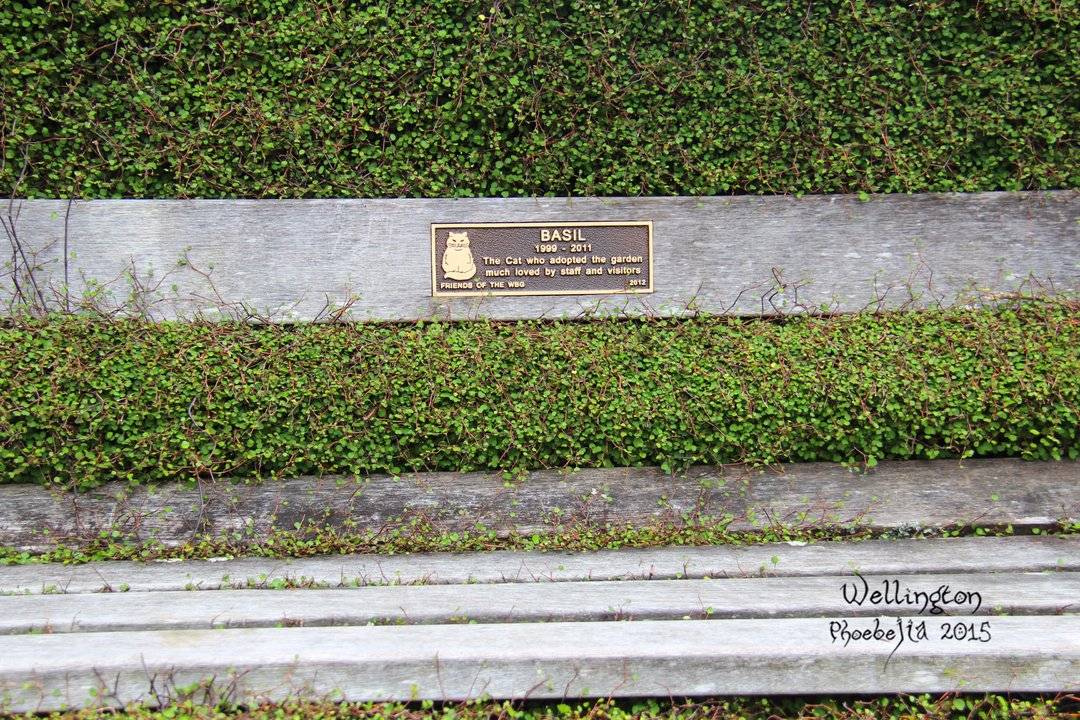 BASIL
1999 - 2011
The Cat who adopted the garden
much loved by staff and visitors
FRIENDS OF THE WBG 2012
Wellington
PhoebeJia 2015